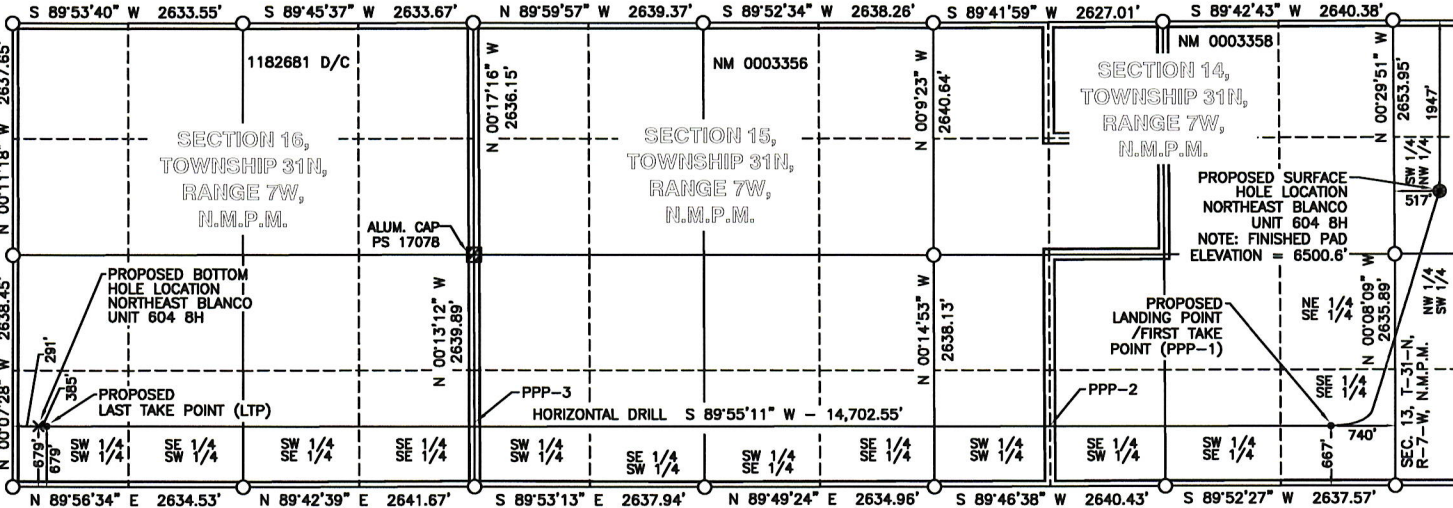 S 89°53'40" W 2633.55'
S 89°45'37" W 2633.67'
N 89°59'57" W 2639.37'
S 89°52'34" W 2638.26'
S 89°41'59" W 2627.01'
S 89°42'43" W 2640.38'
2637.65'
N 00°11'18" W
1182681 D/C
SECTION 16,
TOWNSHIP 31N,
RANGE 7W,
N.M.P.M.
N 00°17'16" W
2636.15'
NM 0003356
SECTION 15,
TOWNSHIP 31N,
RANGE 7W,
N.M.P.M.
N 00°9'23" W
2640.64'
NM 0003358
SECTION 14,
TOWNSHIP 31N,
RANGE 7W,
N.M.P.M.
N 00°29'51" W
2653.95'
1947'
SW 1/4
NW 1/4
517'
PROPOSED SURFACE
HOLE LOCATION
NORTHEAST BLANCO
UNIT 604 8H
NOTE: FINISHED PAD
ELEVATION = 6500.6'
ALUM. CAP
PS 17078
PROPOSED BOTTOM
HOLE LOCATION
NORTHEAST BLANCO
UNIT 604 8H
2638.45'
N 00°07'28" W
291'
385'
PROPOSED
LAST TAKE POINT (LTP)
N 00°13'12" W
2639.89'
PPP-3
HORIZONTAL DRILL S 89°55'11" W - 14,702.55'
N 00°14'53" W
2638.13'
PPP-2
PROPOSED
LANDING POINT
/FIRST TAKE
POINT (PPP-1)
NE 1/4
SE 1/4
N 00°08'09" W
2635.89'
NW 1/4
SW 1/4
SE 1/4
SE 1/4
SEC. 13, T-31-N,
R-7-W, N.M.P.M.
740'
667'
679'
679'
SW 1/4
SW 1/4
SE 1/4
SW 1/4
SW 1/4
SE 1/4
SE 1/4
SE 1/4
SW 1/4
SW 1/4
SE 1/4
SW 1/4
SW 1/4
SE 1/4
SE 1/4
SE 1/4
SW 1/4
SW 1/4
SW 1/4
SE 1/4
N 89°56'34" E 2634.53'
N 89°42'39" E 2641.67'
S 89°53'13" E 2637.94'
N 89°49'24" E 2634.96'
S 89°46'38" W 2640.43'
S 89°52'27" W 2637.57'